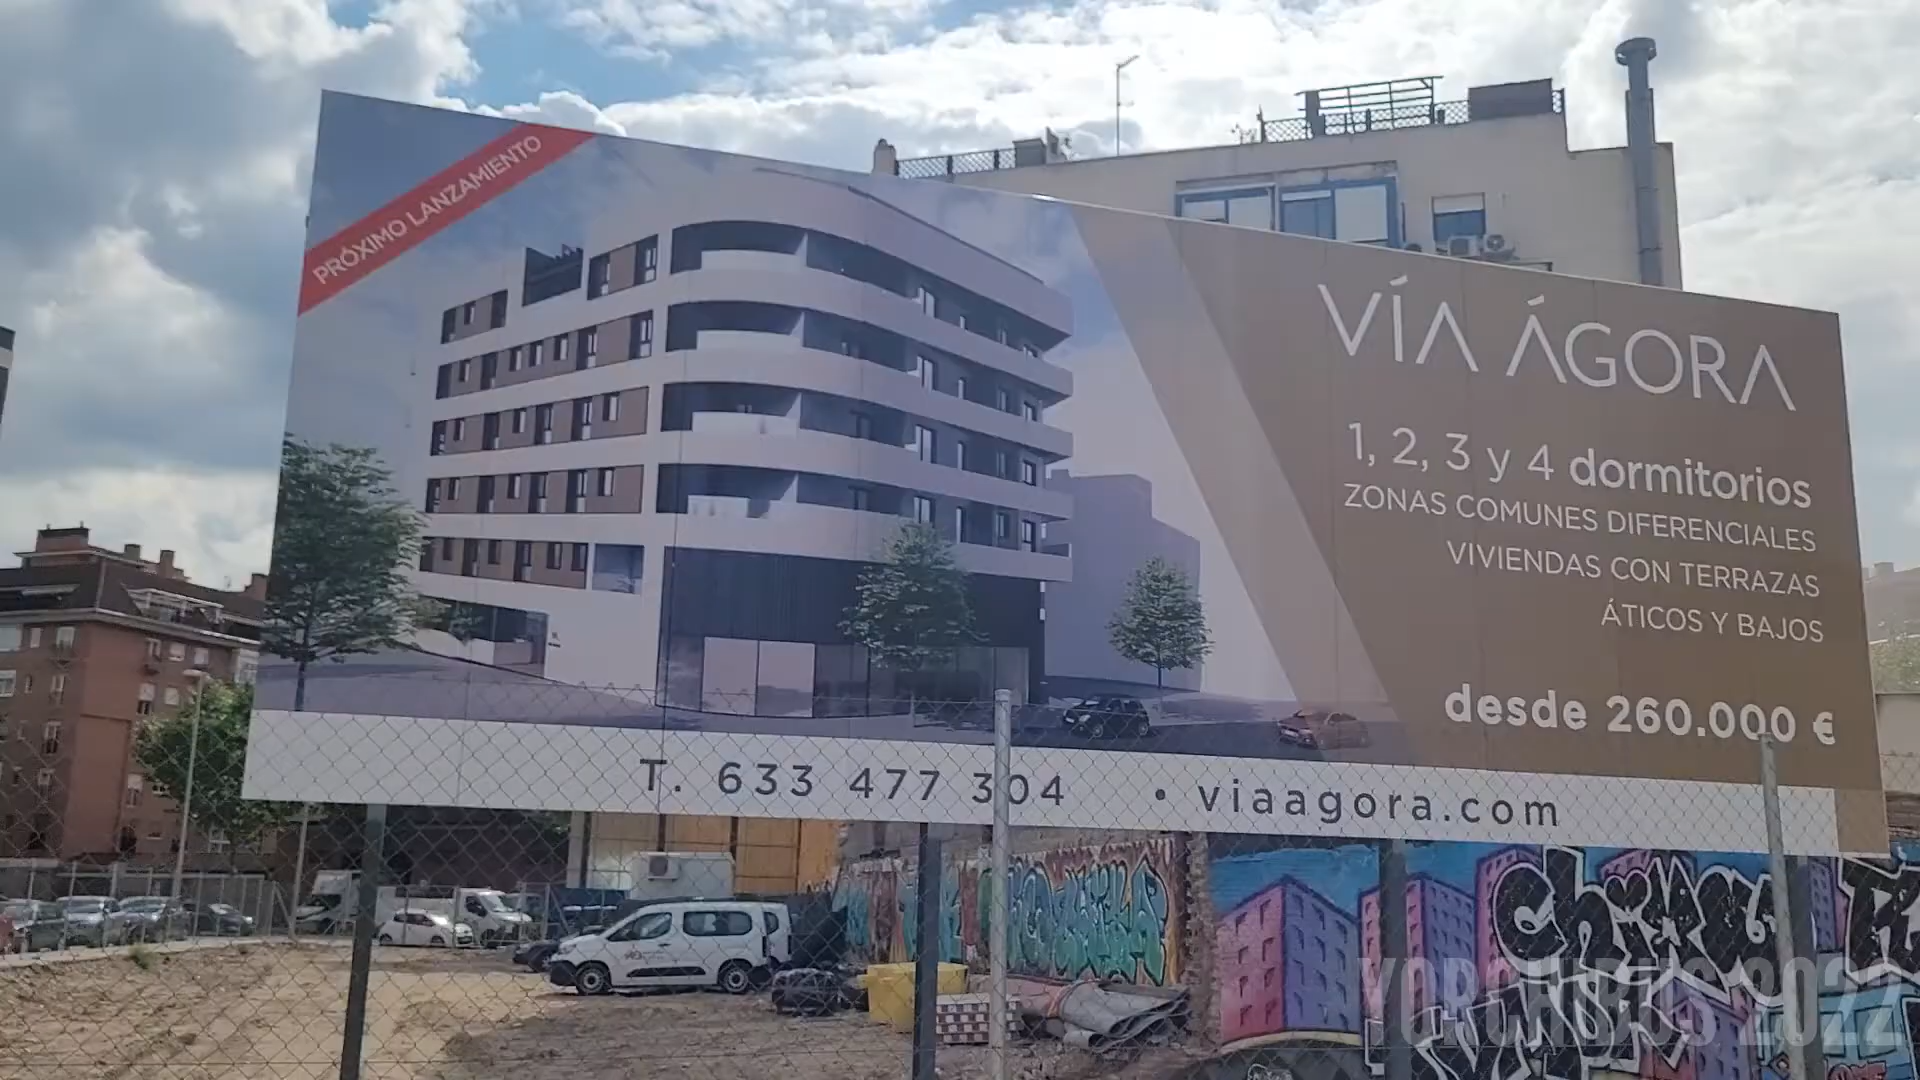 PRÓXIMO LANZAMIENTO
VÍA ÁGORA
1, 2, 3 y 4 dormitorios
ZONAS COMUNES DIFERENCIALES
VIVIENDAS CON TERRAZAS
ÁTICOS Y BAJOS
desde 260.000 €
T. 633 477 304 • viaagora.com
YORCHBUS 2022